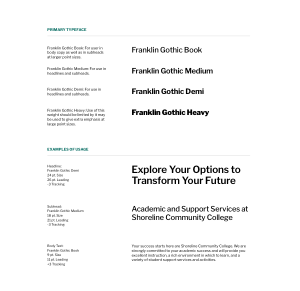 PRIMARY TYPEFACE
Franklin Gothic Book: For use in
body copy as well as in subheads
at larger point sizes.
Franklin Gothic Book
Franklin Gothic Medium: For use in
headlines and subheads.
Franklin Gothic Medium
Franklin Gothic Demi: For use in
headlines and subheads.
Franklin Gothic Demi
Franklin Gothic Heavy: Use of this
weight should be limited by it may
be used to give extra emphasis at
large point sizes.
Franklin Gothic Heavy
EXAMPLES OF USAGE
Headline:
Franklin Gothic Demi
24 pt. Size
26 pt. Leading
-3 Tracking
Explore Your Options to
Transform Your Future
Subhead:
Franklin Gothic Medium
18 pt. Size
21 pt. Leading
-3 Tracking
Academic and Support Services at
Shoreline Community College
Body Text:
Franklin Gothic Book
9 pt. Size
11 pt. Leading
+3 Tracking
Your success starts here on Shoreline Community College. We are
strongly committed to your academic success and will provide you
excellent instruction, a rich environment in which to learn, and a
variety of student support services and activities.